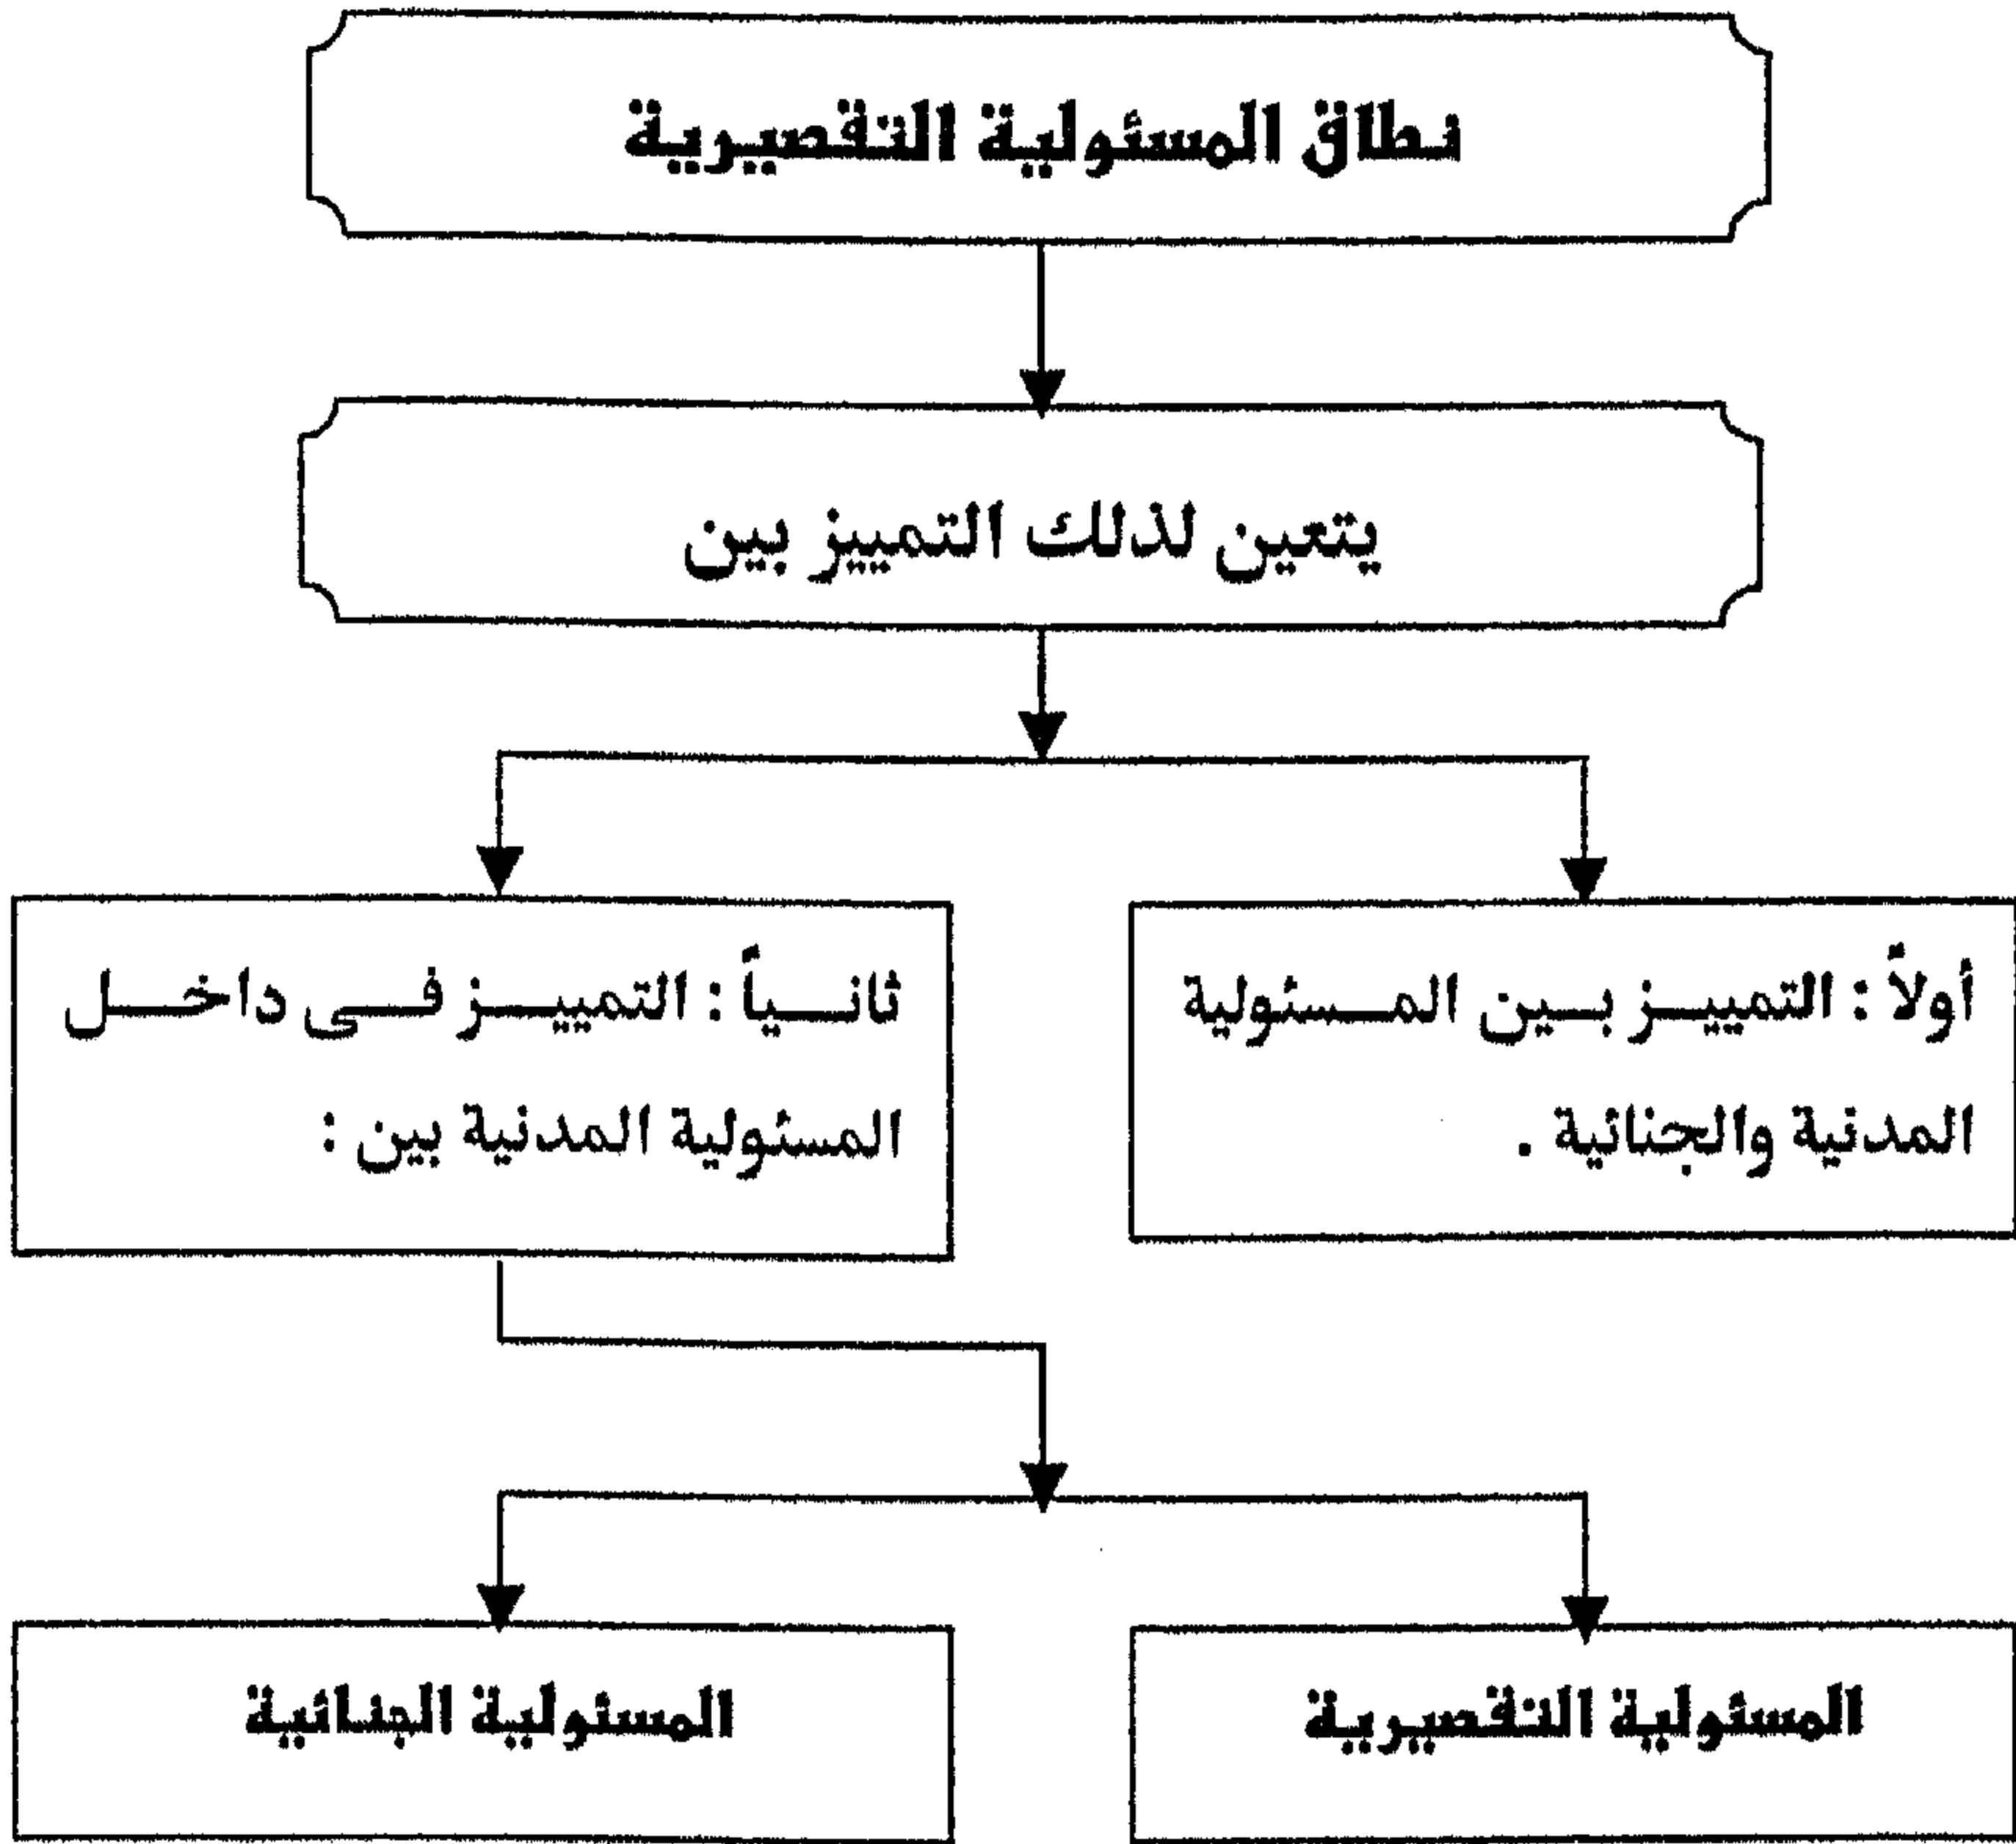 نطاق المسئولية التقصيرية
يتعين لذلك التمييز بين
أولاً : التمييز بين المسئولية
المدنية والجنائية .
ثانياً : التمييز فى داخل
المسئولية المدنية بين :
المسئولية التقصيرية
المسئولية الجنائية